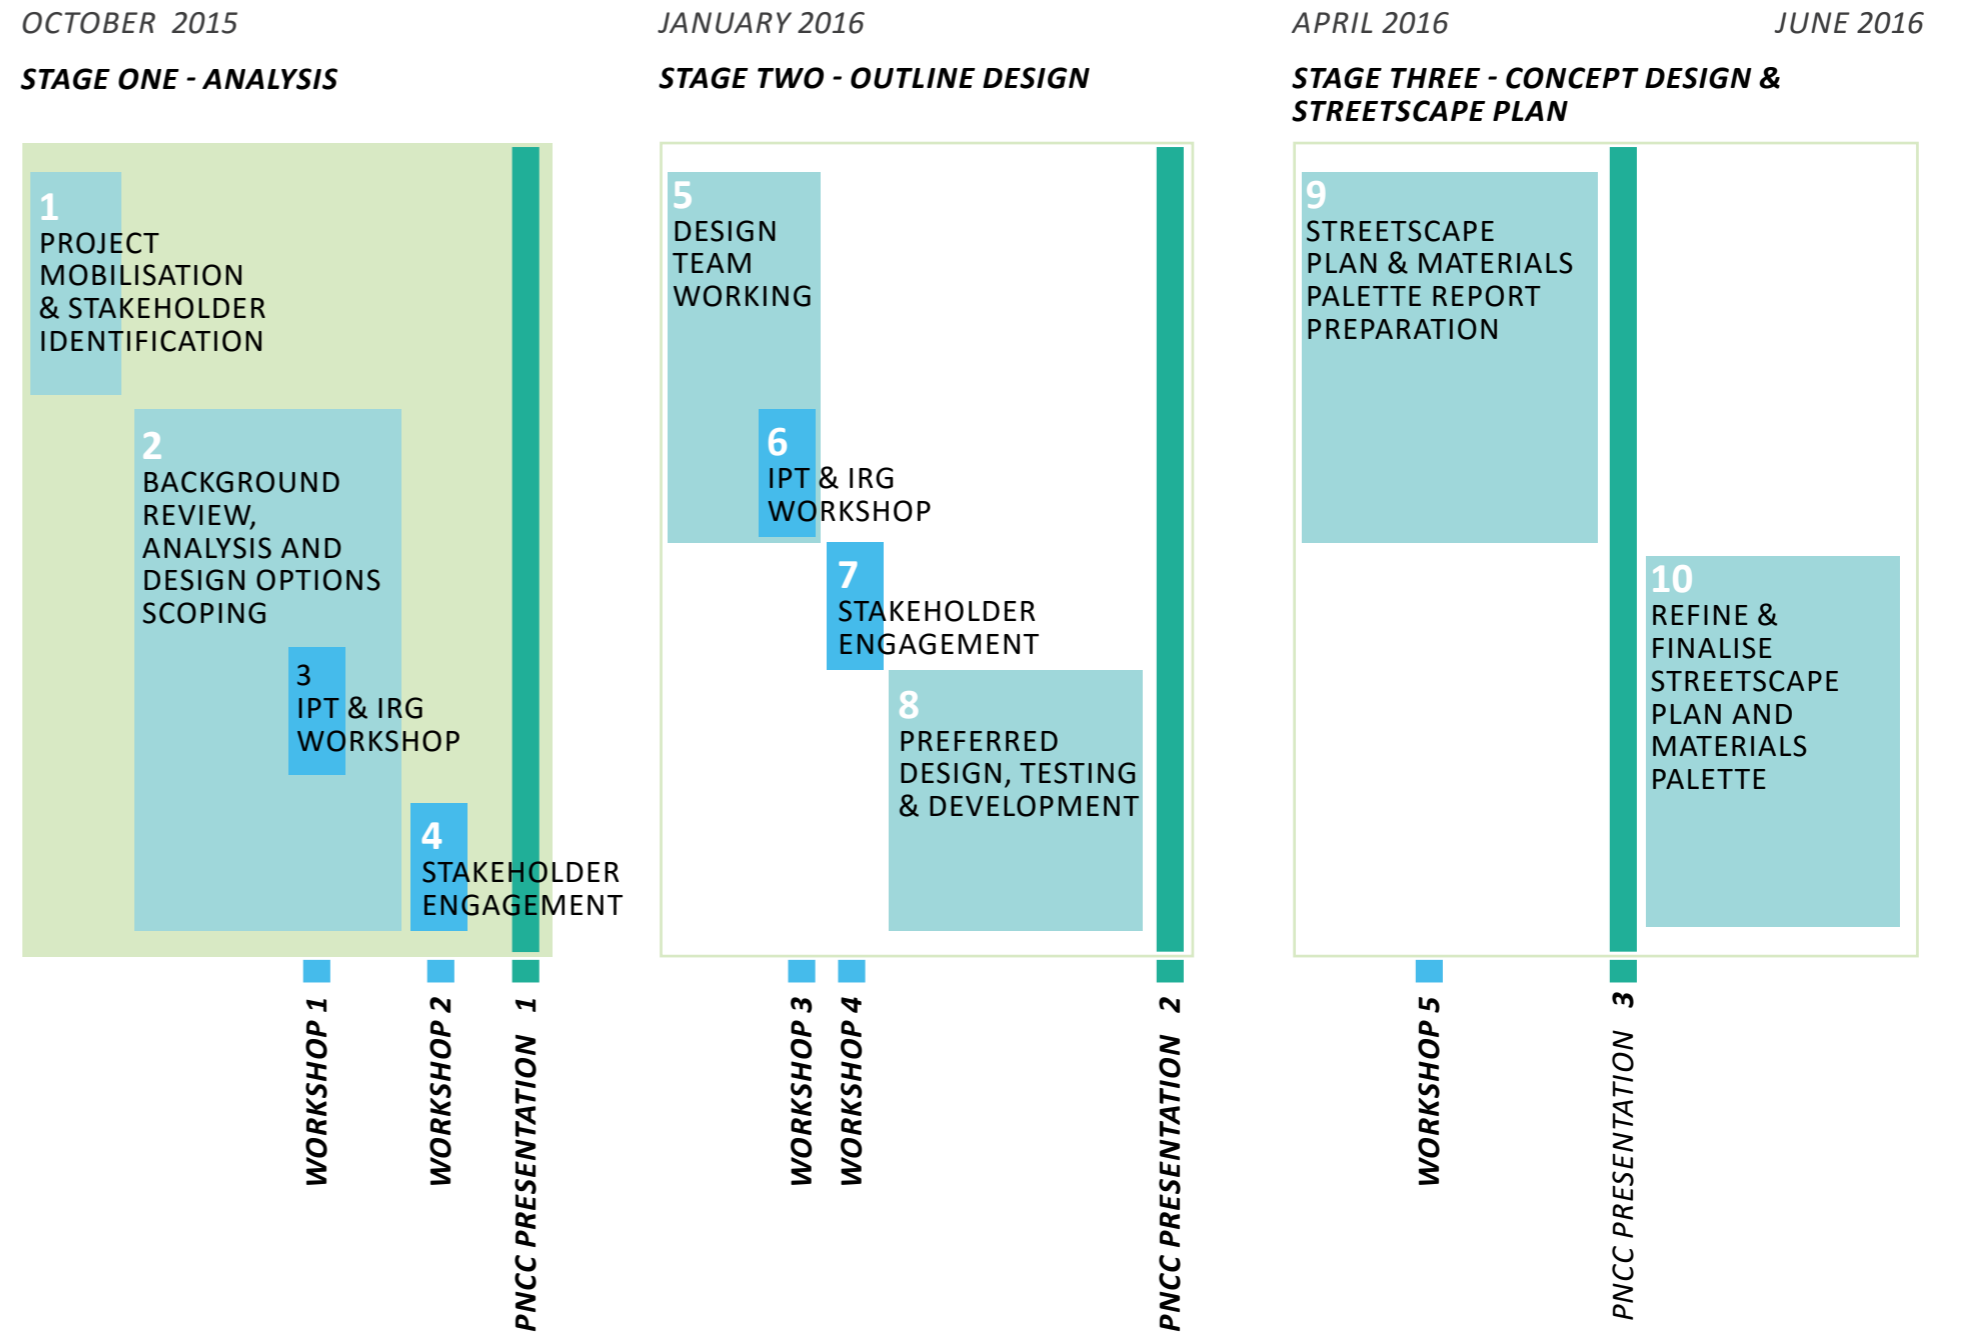 OCTOBER 2015
STAGE ONE - ANALYSIS
1
PROJECT
MOBILISATION
& STAKEHOLDER
IDENTIFICATION
2
BACKGROUND
REVIEW,
ANALYSIS AND
DESIGN OPTIONS
SCOPING
3
IPT & IRG
WORKSHOP
4
STAKEHOLDER
ENGAGEMENT
WORKSHOP 1
WORKSHOP 2
PNCC PRESENTATION 1
JANUARY 2016
STAGE TWO - OUTLINE DESIGN
5
DESIGN
TEAM
WORKING
6
IPT & IRG
WORKSHOP
7
STAKEHOLDER
ENGAGEMENT
8
PREFERRED
DESIGN, TESTING
& DEVELOPMENT
WORKSHOP 3
WORKSHOP 4
PNCC PRESENTATION 2
APRIL 2016
JUNE 2016
STAGE THREE - CONCEPT DESIGN &
STREETSCAPE PLAN
9
STREETSCAPE
PLAN & MATERIALS
PALETTE REPORT
PREPARATION
10
REFINE &
FINALISE
STREETSCAPE
PLAN AND
MATERIALS
PALETTE
WORKSHOP 5
PNCC PRESENTATION 3